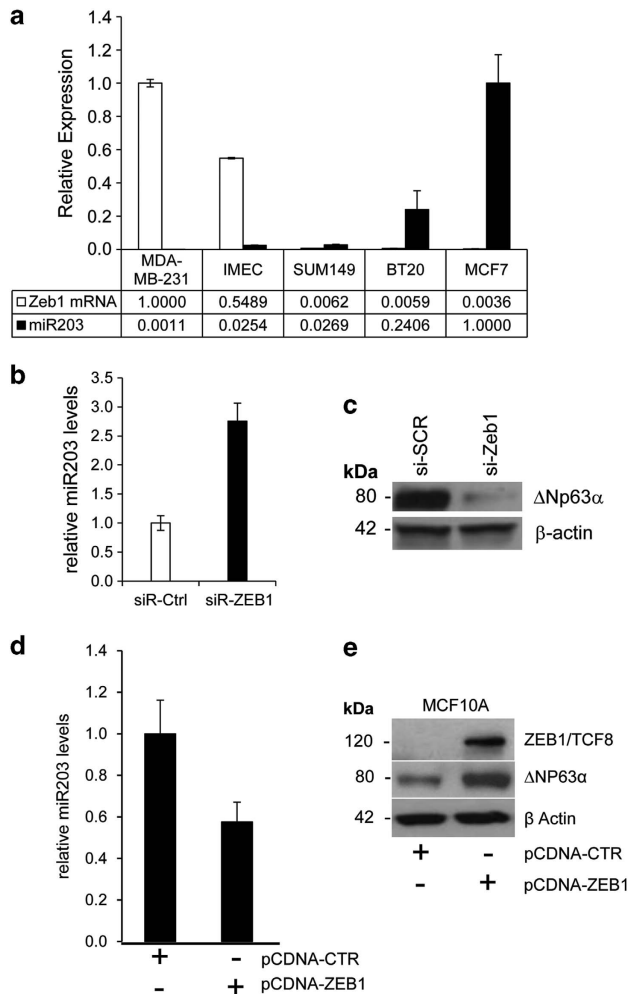 a
Relative Expression
1.4
1.2
1.0
0.8
0.6
0.4
0.2
0.0
MDA-MB-231 IMEC SUM149 BT20 MCF7
Zeb1 mRNA 1.0000 0.5489 0.0062 0.0059 0.0036
miR203 0.0011 0.0254 0.0269 0.2406 1.0000
b
relative miR203 levels
3.5
3.0
2.5
2.0
1.5
1.0
0.5
0.0
siR-Ctrl siR-ZEB1
c
si-SCR si-Zeb1
kDa
80 - ΔNp63α
42 - β-actin
d
relative miR203 levels
1.4
1.2
1.0
0.8
0.6
0.4
0.2
0.0
+ - pCDNA-CTR
- + pCDNA-ZEB1
e
MCF10A
kDa
120 - ZEB1/TCF8
80 - ΔNP63α
42 - β Actin
+ - pCDNA-CTR
- + pCDNA-ZEB1